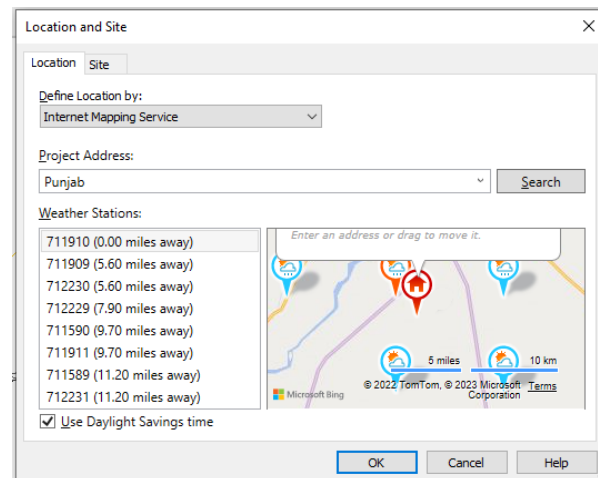 Location and Site
Location Site
Define Location by:
Internet Mapping Service
Project Address:
Punjab
Search
Weather Stations:
711910 (0.00 miles away)
711909 (5.60 miles away)
712230 (5.60 miles away)
712229 (7.90 miles away)
711590 (9.70 miles away)
711911 (9.70 miles away)
711589 (11.20 miles away)
712231 (11.20 miles away)
Enter an address or drag to move it.
5 miles 10 km
Microsoft Bing
© 2022 TomTom, © 2023 Microsoft Terms
Corporation
Use Daylight Savings time
OK Cancel Help